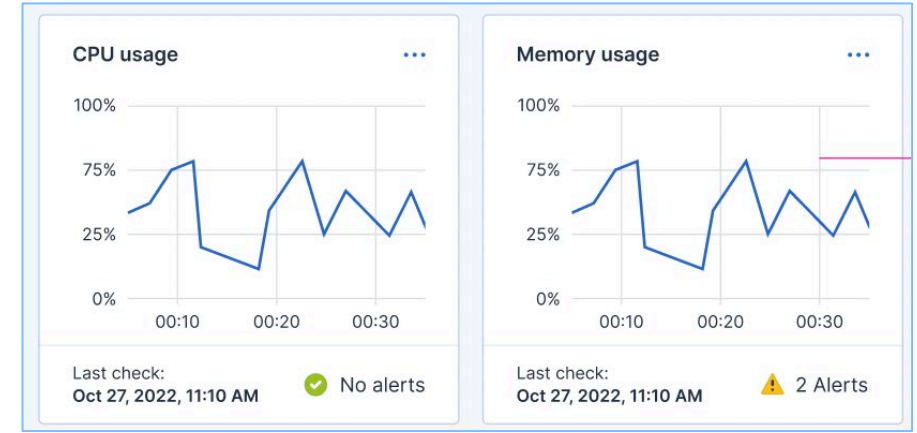 CPU usage
100%
75%
25%
0%
00:10 00:20 00:30
Last check:
Oct 27, 2022, 11:10 AM
No alerts
Memory usage
100%
75%
25%
0%
00:10 00:20 00:30
Last check:
Oct 27, 2022, 11:10 AM
2 Alerts